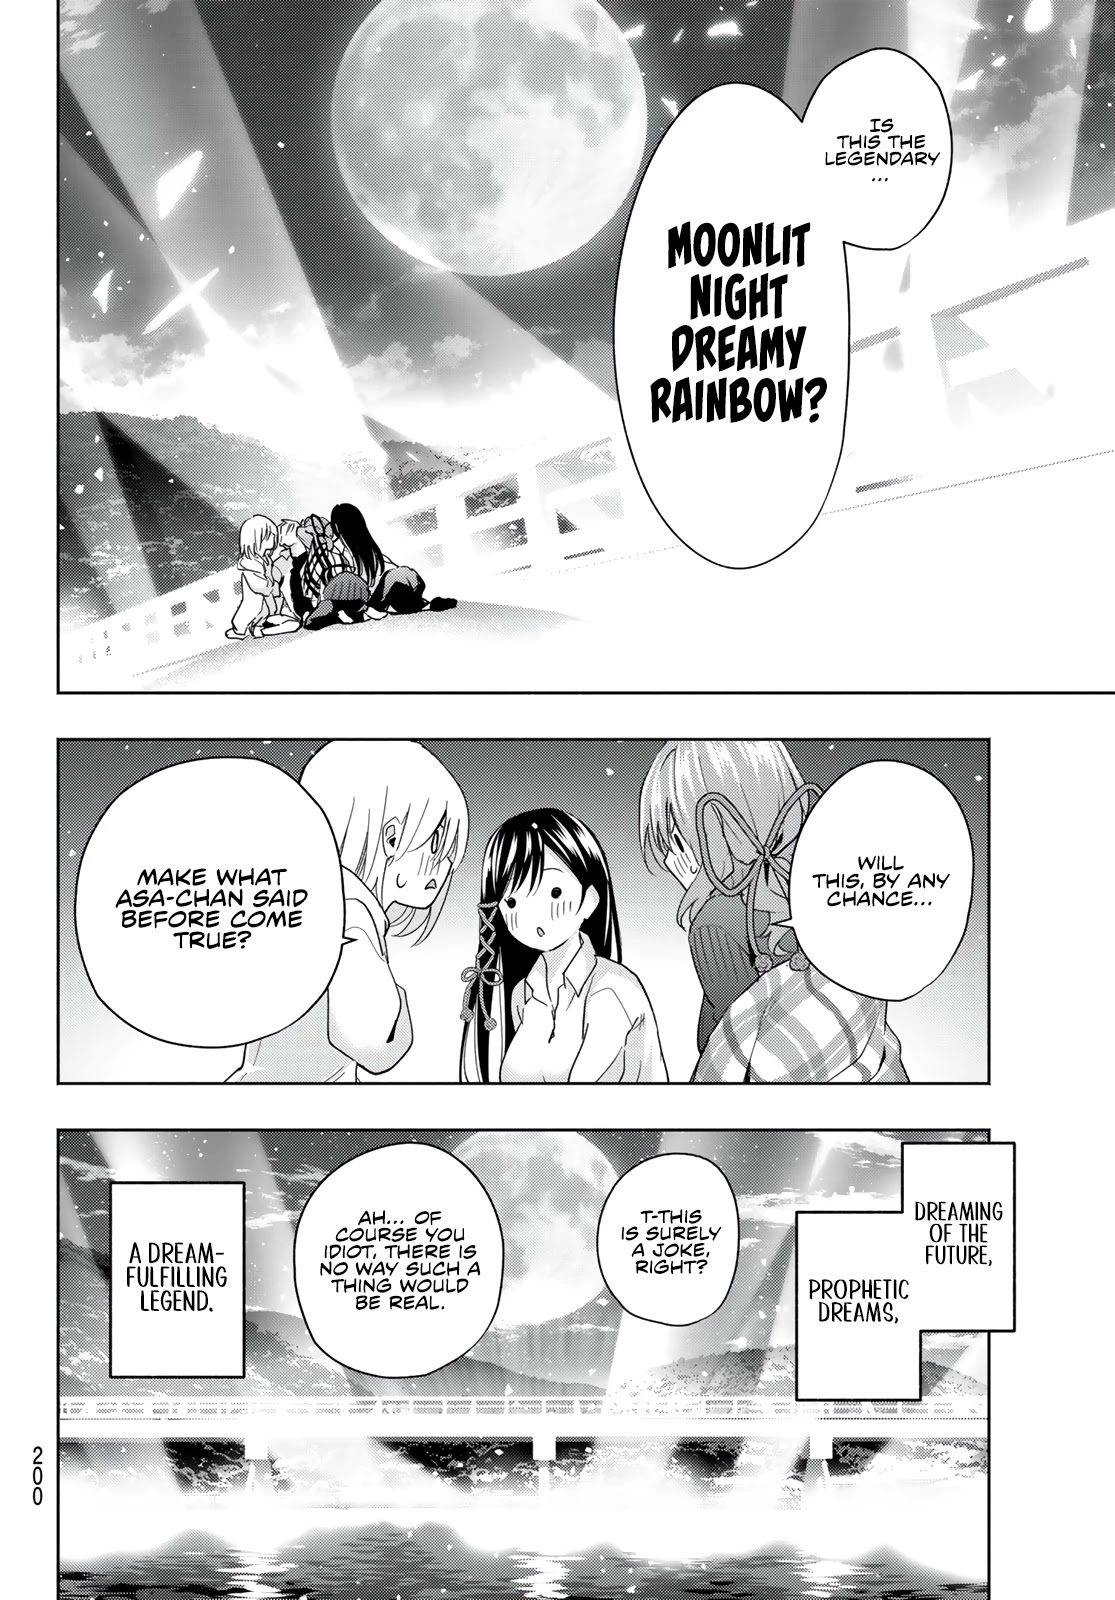 IS
THIS THE
LEGENDARY
...
MOONLIT
NIGHT
DREAMY
RAINBOW?
WILL
THIS, BY ANY
CHANCE...
MAKE WHAT
ASA-CHAN SAID
BEFORE COME
TRUE?
DREAMING
OF THE
FUTURE,
PROPHETIC
DREAMS,
T-THIS
IS SURELY
A JOKE,
RIGHT?
AH... OF
COURSE YOU
IDIOT, THERE IS
NO WAY SUCH A
THING WOULD
BE REAL.
A DREAM-
FULFILLING
LEGEND.
200